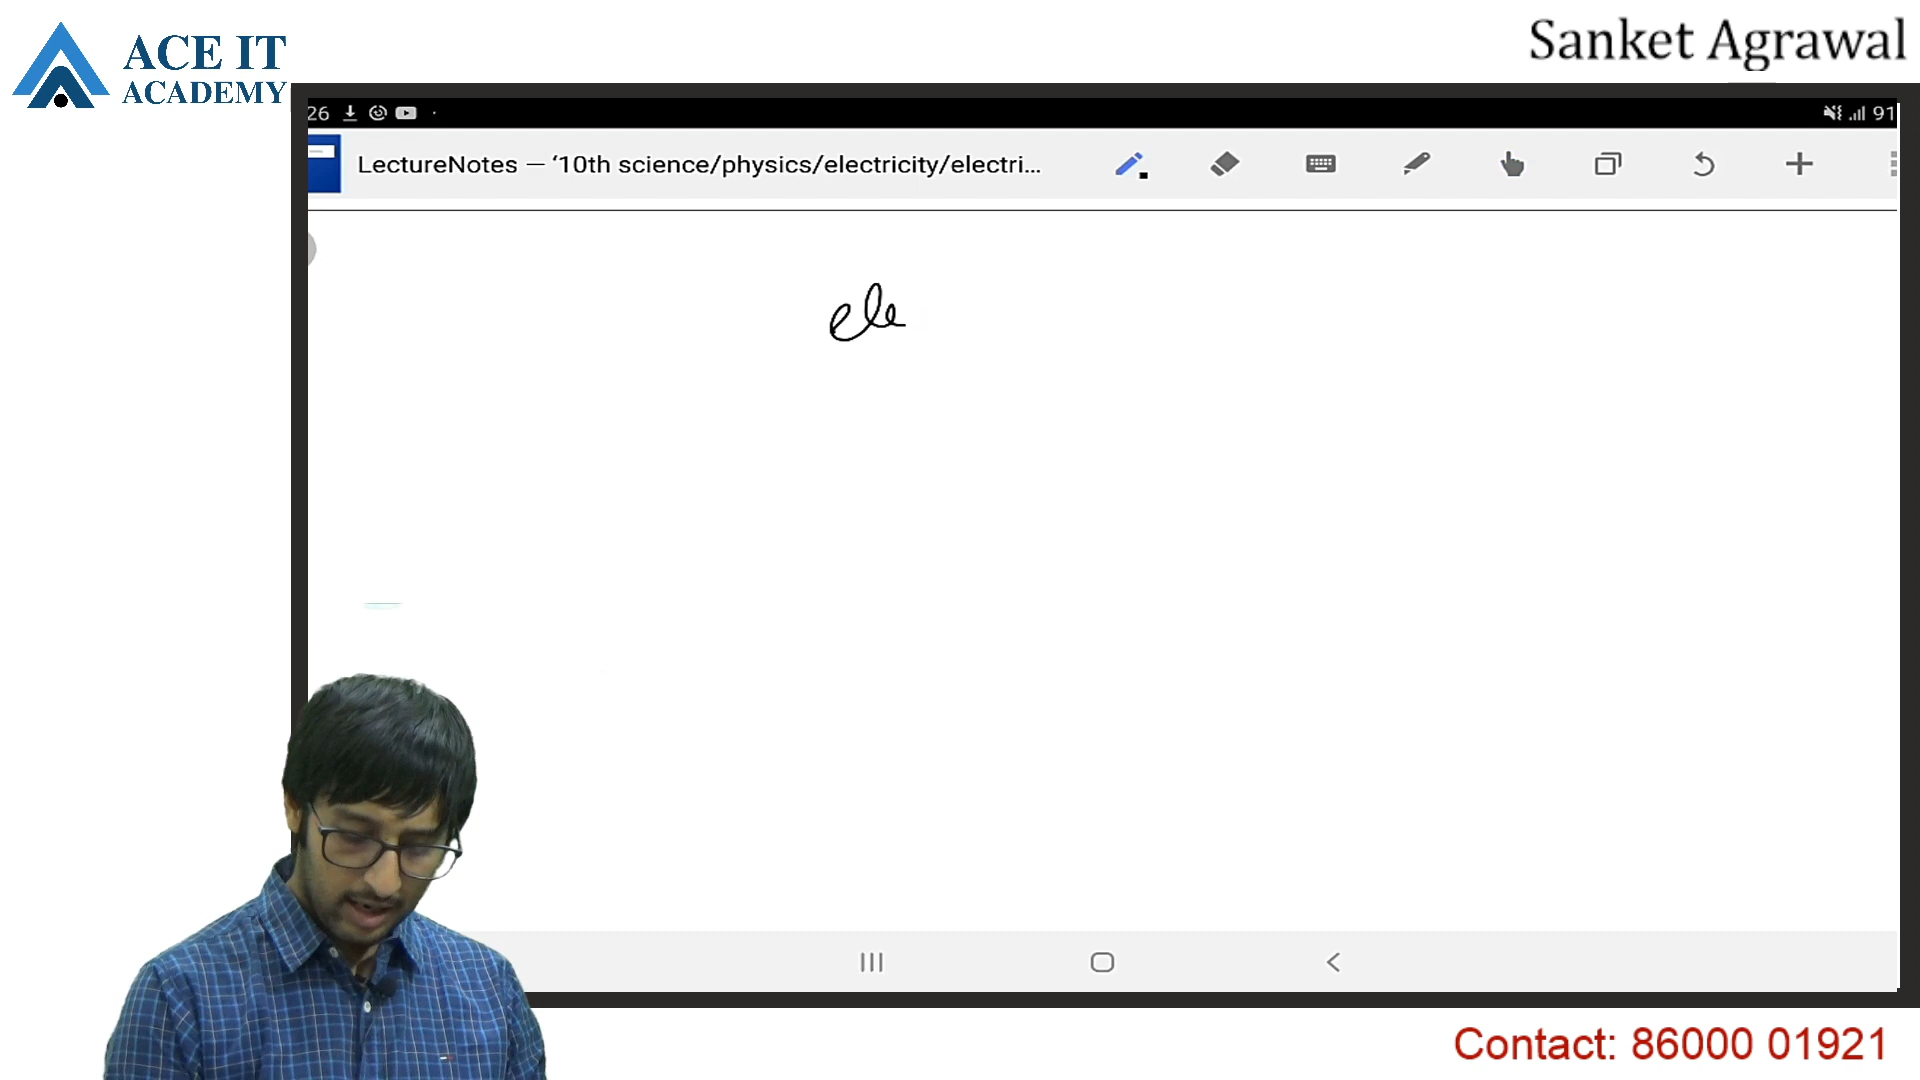 ACE IT
ACADEMY
Sanket Agrawal
26
91
LectureNotes — ‘10th science/physics/electricity/electri...
ele
Contact: 86000 01921